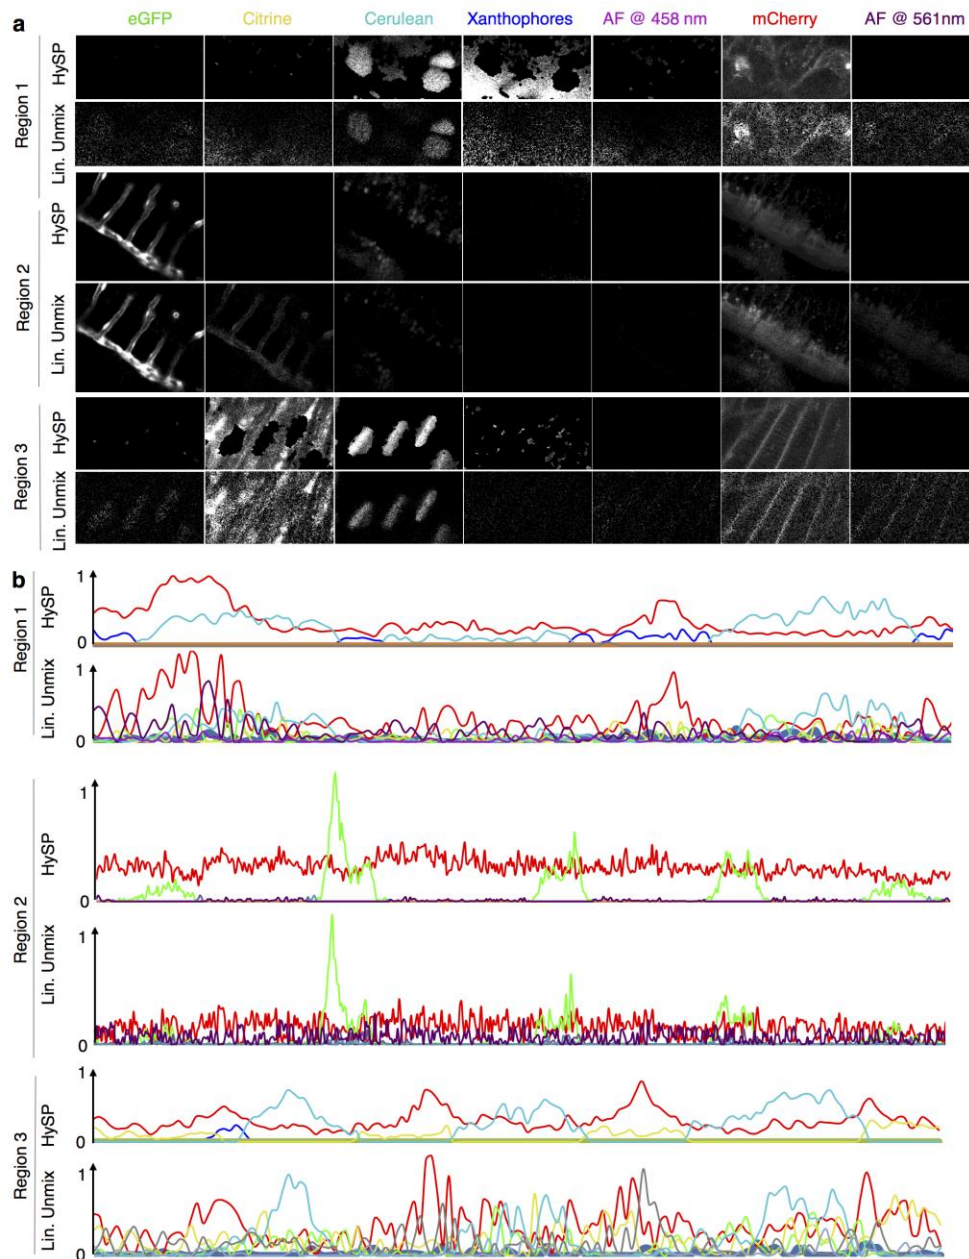 a
eGFP Citrine Cerulean Xanthophores AF @ 458 nm mCherry AF @ 561nm
Region 1
HySP
Lin. Unmix
Region 2
HySP
Lin. Unmix
Region 3
HySP
Lin. Unmix
b
Region 1
HySP
1
0
Lin. Unmix
1
0
Region 2
HySP
1
0
Lin. Unmix
1
0
Region 3
HySP
1
0
Lin. Unmix
1
0